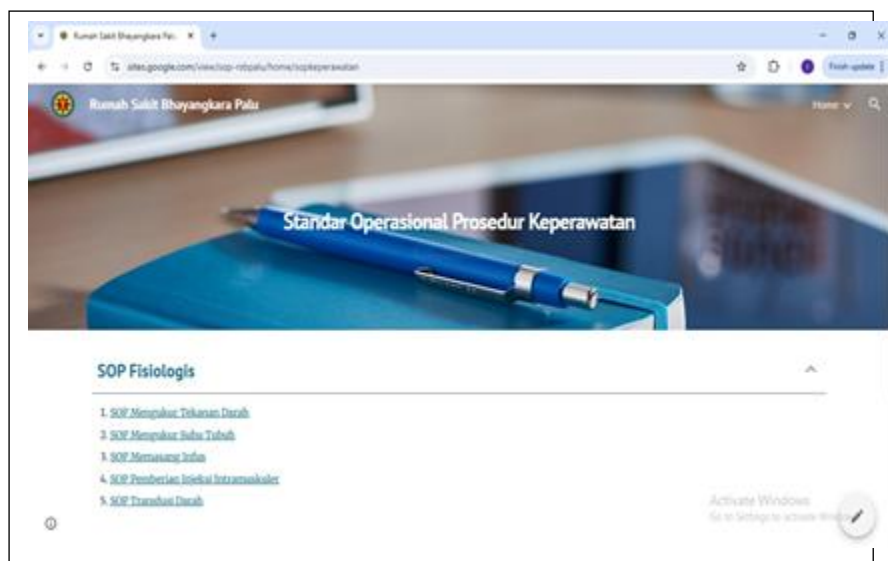 Rumah Sakit Bhayangkara Pal
sites.google.com/view/sop-rsbpalu/home/sopkeperawatan
Finish update
Rumah Sakit Bhayangkara Palu
Home
Standar Operasional Prosedur Keperawatan
SOP Fisiologis
1. SOP Mengukur Tekanan Darah
2. SOP Mengukur Suhu Tubuh
3. SOP Memasang Infus
4. SOP Pemberian Injeksi Intramuskuler
5. SOP Transfusi Darah
Activate Windows
Go to Settings to activate Windows